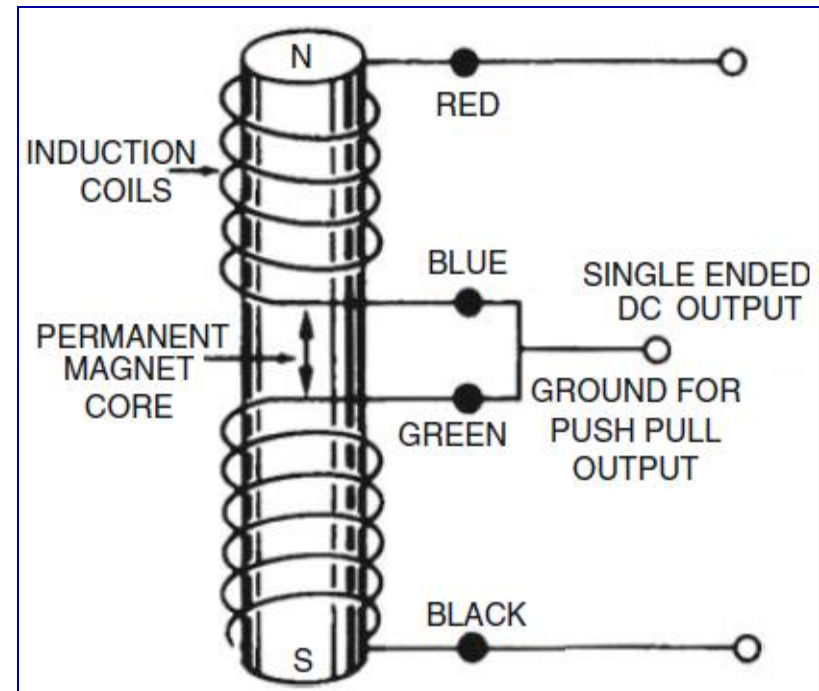 N
RED
INDUCTION
COILS
BLUE
SINGLE ENDED
DC OUTPUT
PERMANENT
MAGNET
CORE
GREEN
GROUND FOR
PUSH PULL
OUTPUT
BLACK
S